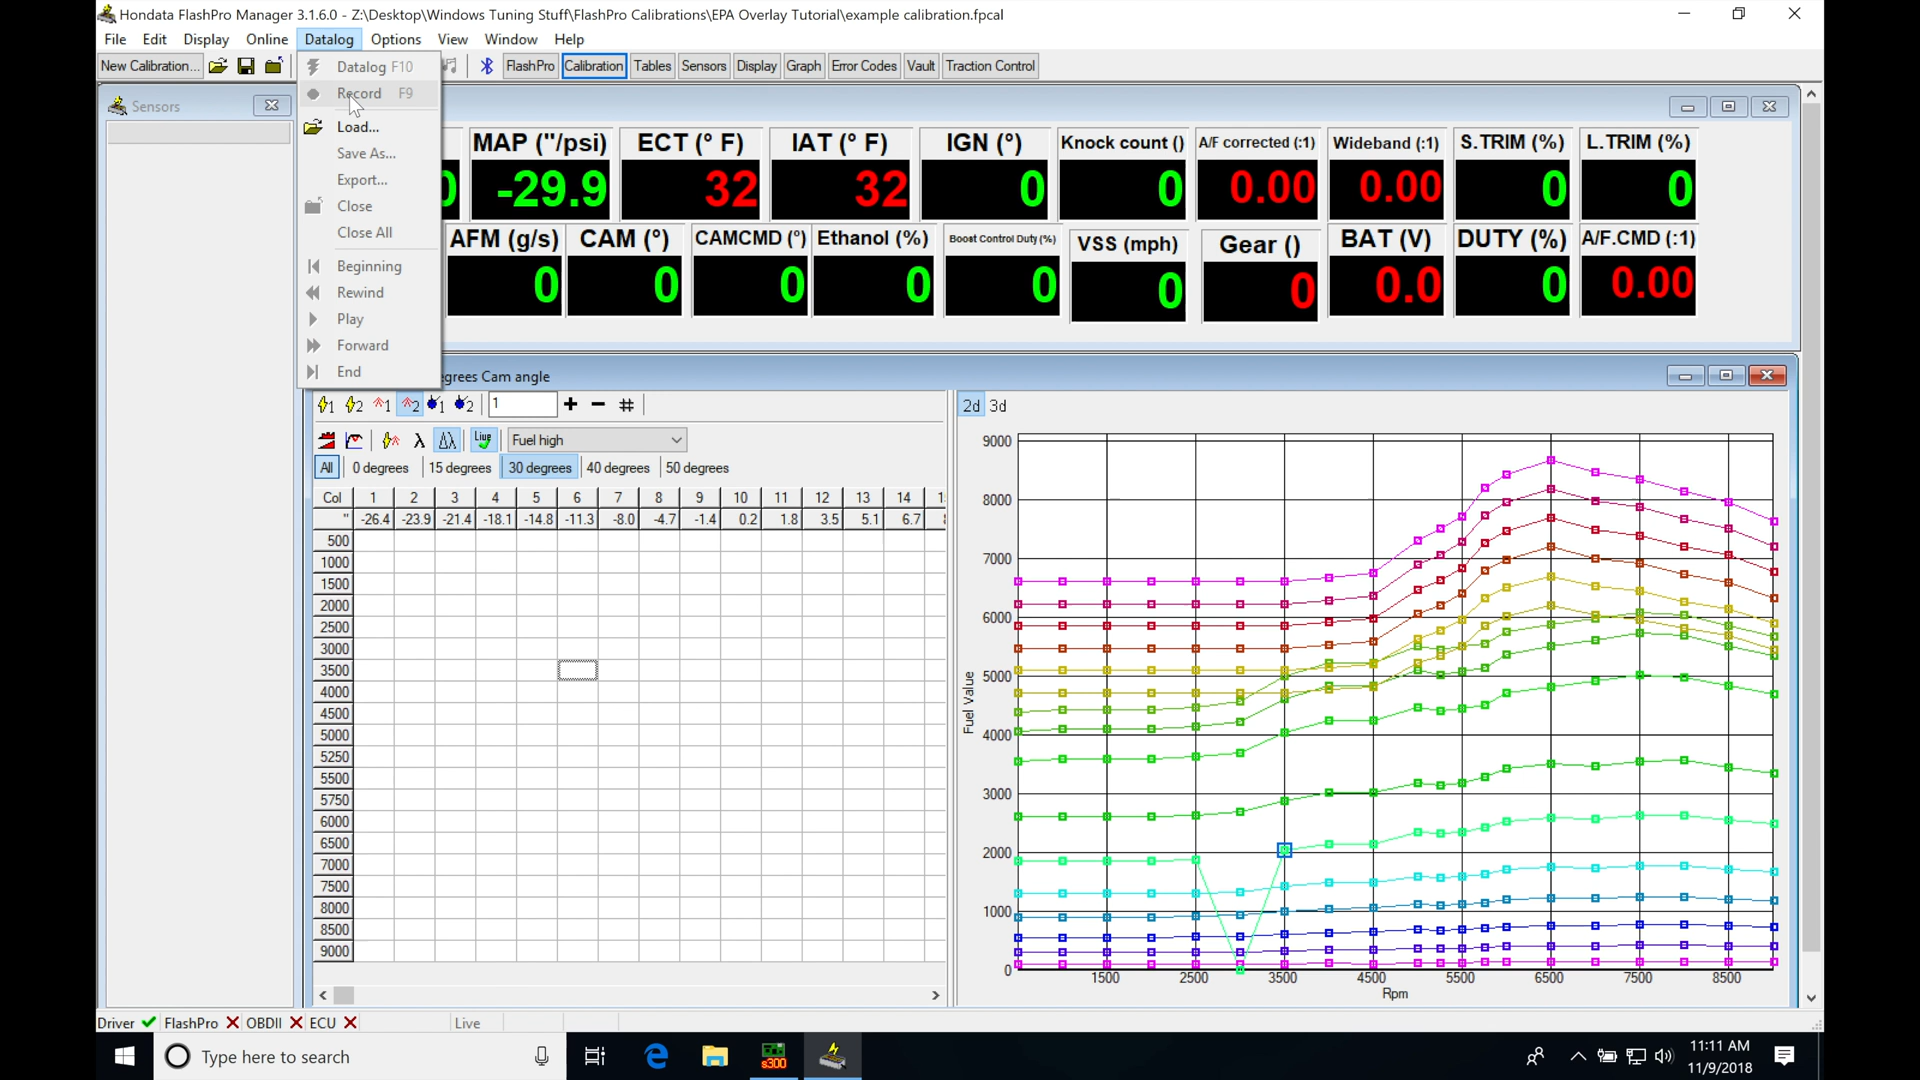 Hondata FlashPro Manager 3.1.6.0 - Z:\Desktop\Windows Tuning Stuff\FlashPro Calibrations\EPA Overlay Tutorial\example calibration.fpcal
File Edit Display Online Datalog Options View Window Help
New Calibration... FlashPro Calibration Tables Sensors Display Graph Error Codes Vault Traction Control
Datalog F10
Record F9
Load...
Save As...
Export...
Close
Close All
Beginning
Rewind
Play
Forward
End
Sensors
MAP ("/psi) ECT (° F) IAT (° F) IGN (°) Knock count () A/F corrected (:1) Wideband (:1) S.TRIM (%) L.TRIM (%)
0 -29.9 32 32 0 0 0.00 0.00 0 0
AFM (g/s) CAM (°) CAMCMD (°) Ethanol (%) Boost Control Duty (%) VSS (mph) Gear () BAT (V) DUTY (%) A/F.CMD (:1)
0 0 0 0 0 0 0 0.0 0 0.00
egrees Cam angle
1 2 1 2 1 2 1
λ Δλ Live Fuel high
All 0 degrees 15 degrees 30 degrees 40 degrees 50 degrees
Col 1 2 3 4 5 6 7 8 9 10 11 12 13 14
" -26.4 -23.9 -21.4 -18.1 -14.8 -11.3 -8.0 -4.7 -1.4 0.2 1.8 3.5 5.1 6.7
500
1000
1500
2000
2500
3000
3500
4000
4500
5000
5250
5500
5750
6000
6500
7000
7500
8000
8500
9000
2d 3d
9000
8000
7000
6000
5000
4000
3000
2000
1000
0
Fuel Value
1500 2500 3500 4500 5500 6500 7500 8500
Rpm
Driver FlashPro OBDII ECU Live
Type here to search
s300
11:11 AM
11/9/2018